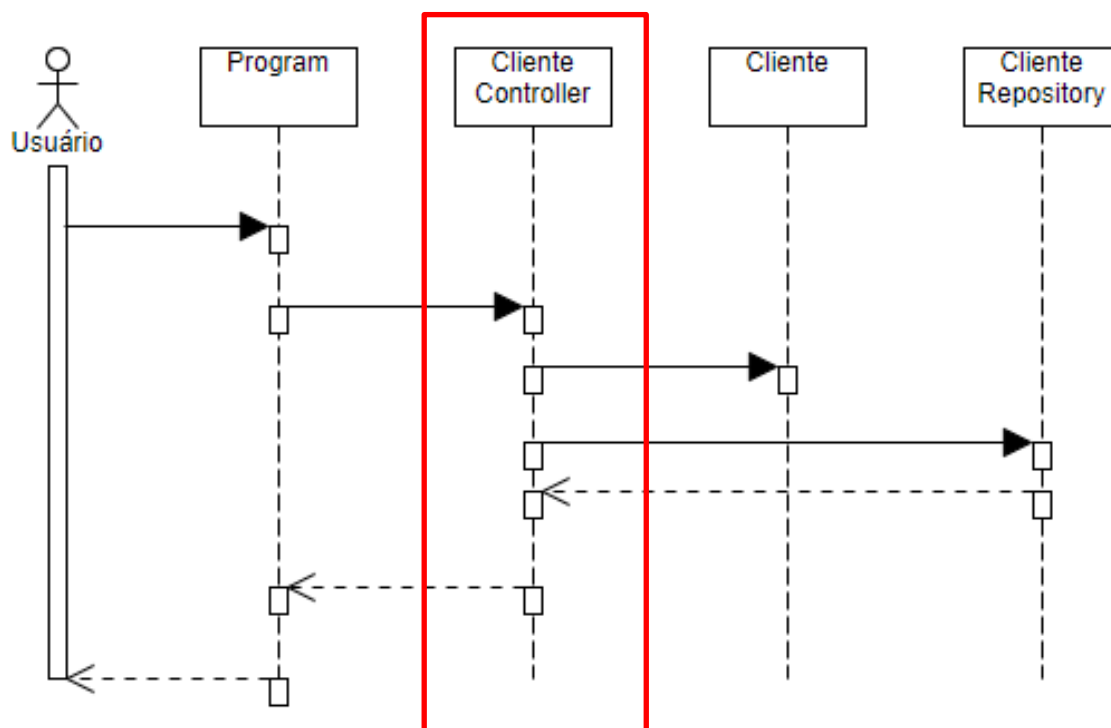 Program
Cliente
Controller
Cliente
Cliente
Repository
Usuário